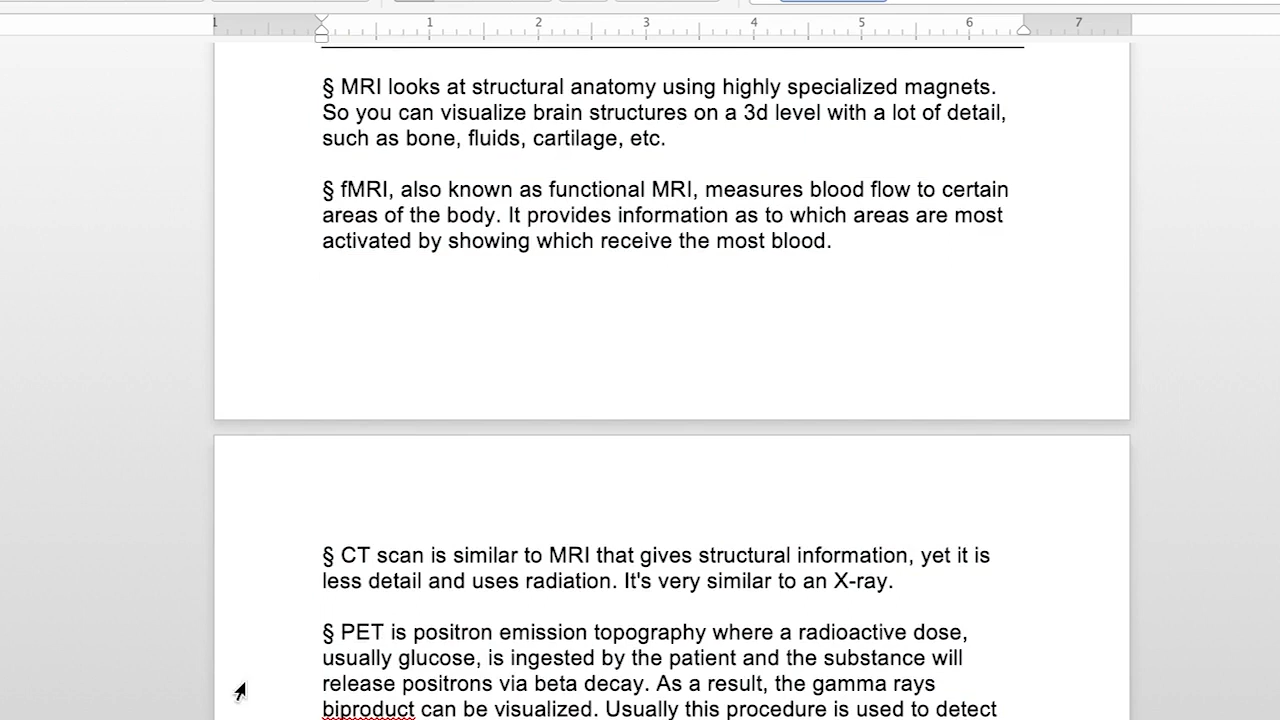 1 1 2 3 4 5 6 7
§ MRI looks at structural anatomy using highly specialized magnets.
So you can visualize brain structures on a 3d level with a lot of detail,
such as bone, fluids, cartilage, etc.
§ fMRI, also known as functional MRI, measures blood flow to certain
areas of the body. It provides information as to which areas are most
activated by showing which receive the most blood.
§ CT scan is similar to MRI that gives structural information, yet it is
less detail and uses radiation. It's very similar to an X-ray.
§ PET is positron emission topography where a radioactive dose,
usually glucose, is ingested by the patient and the substance will
release positrons via beta decay. As a result, the gamma rays
biproduct can be visualized. Usually this procedure is used to detect